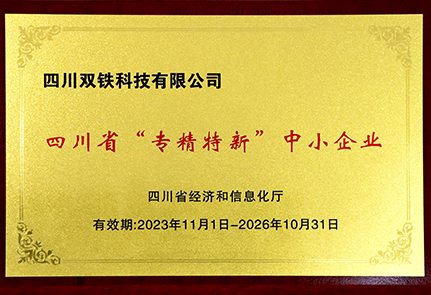 四川双铁科技有限公司
四川省“专精特新”中小企业
四川省经济和信息化厅
有效期:2023年11月1日-2026年10月31日